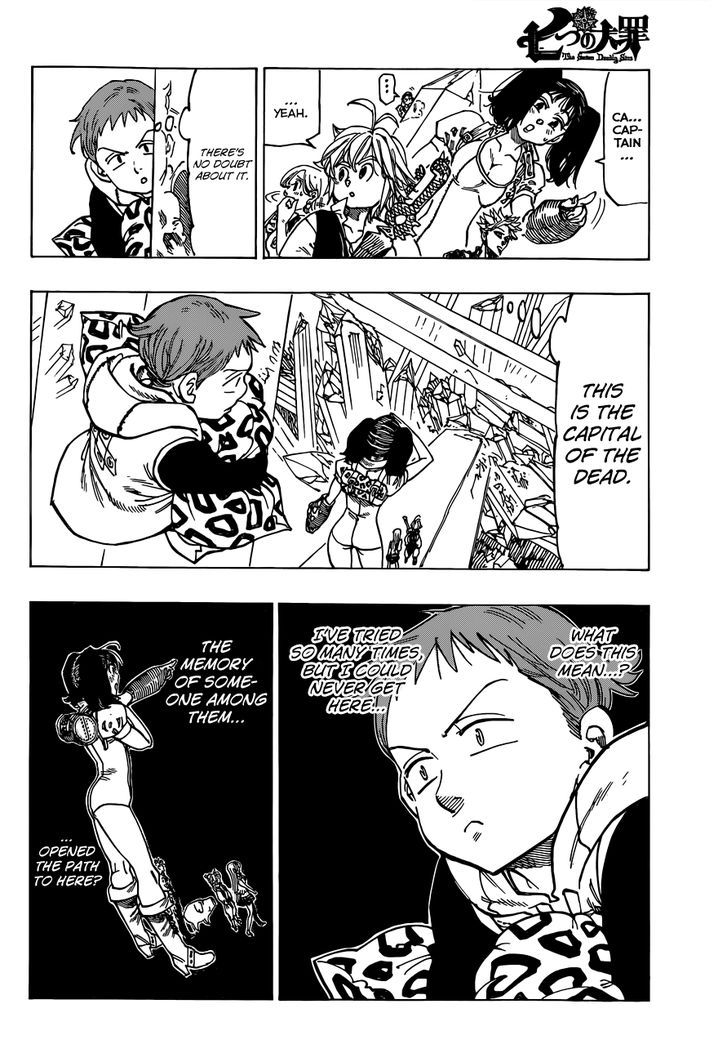 七つの大罪
The Seven Deadly Sins
CA...
CAP-
TAIN
...
...
...
YEAH.
THERE'S
NO DOUBT
ABOUT IT.
THIS
IS THE
CAPITAL
OF THE
DEAD.
WHAT
DOES THIS
MEAN...?
I'VE TRIED
SO MANY TIMES,
BUT I COULD
NEVER GET
HERE...
THE
MEMORY
OF SOME-
ONE AMONG
THEM...
...
OPENED
THE PATH
TO HERE?